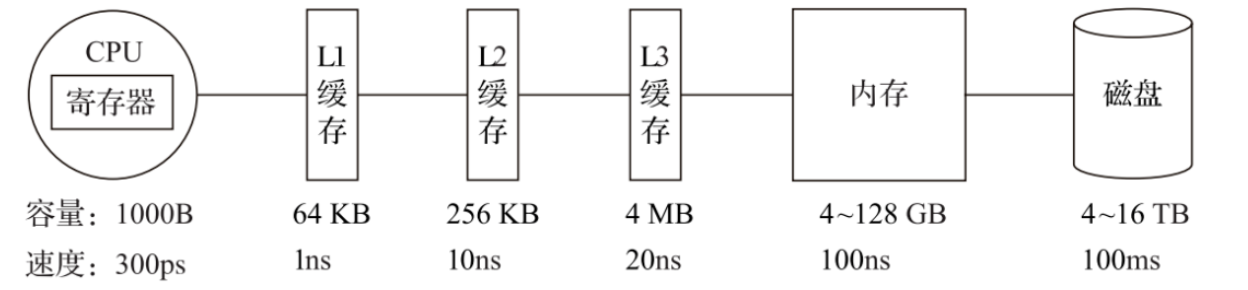 CPU
寄存器
L1
缓
存
L2
缓
存
L3
缓
存
内存
磁盘
容量：1000B 64 KB 256 KB 4 MB 4~128 GB 4~16 TB
速度：300ps 1ns 10ns 20ns 100ns 100ms